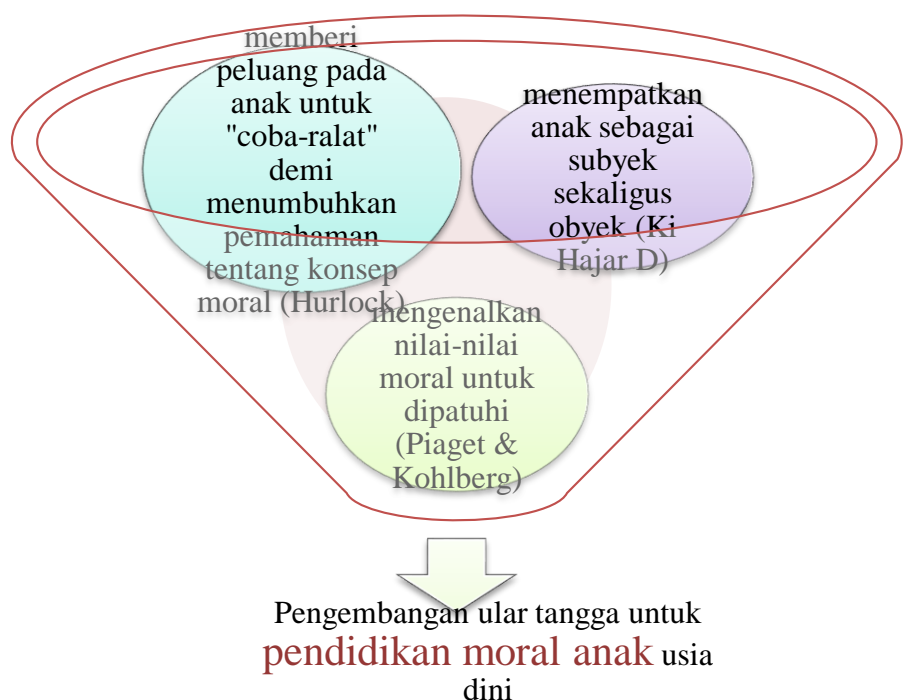 memberi
peluang pada
anak untuk
"coba-ralat"
demi
menumbuhkan
pemahaman
tentang konsep
moral (Hurlock)
menempatkan
anak sebagai
subyek
sekaligus
obyek (Ki
Hajar D)
mengenalkan
nilai-nilai
moral untuk
dipatuhi
(Piaget &
Kohlberg)
Pengembangan ular tangga untuk
pendidikan moral anak usia
dini